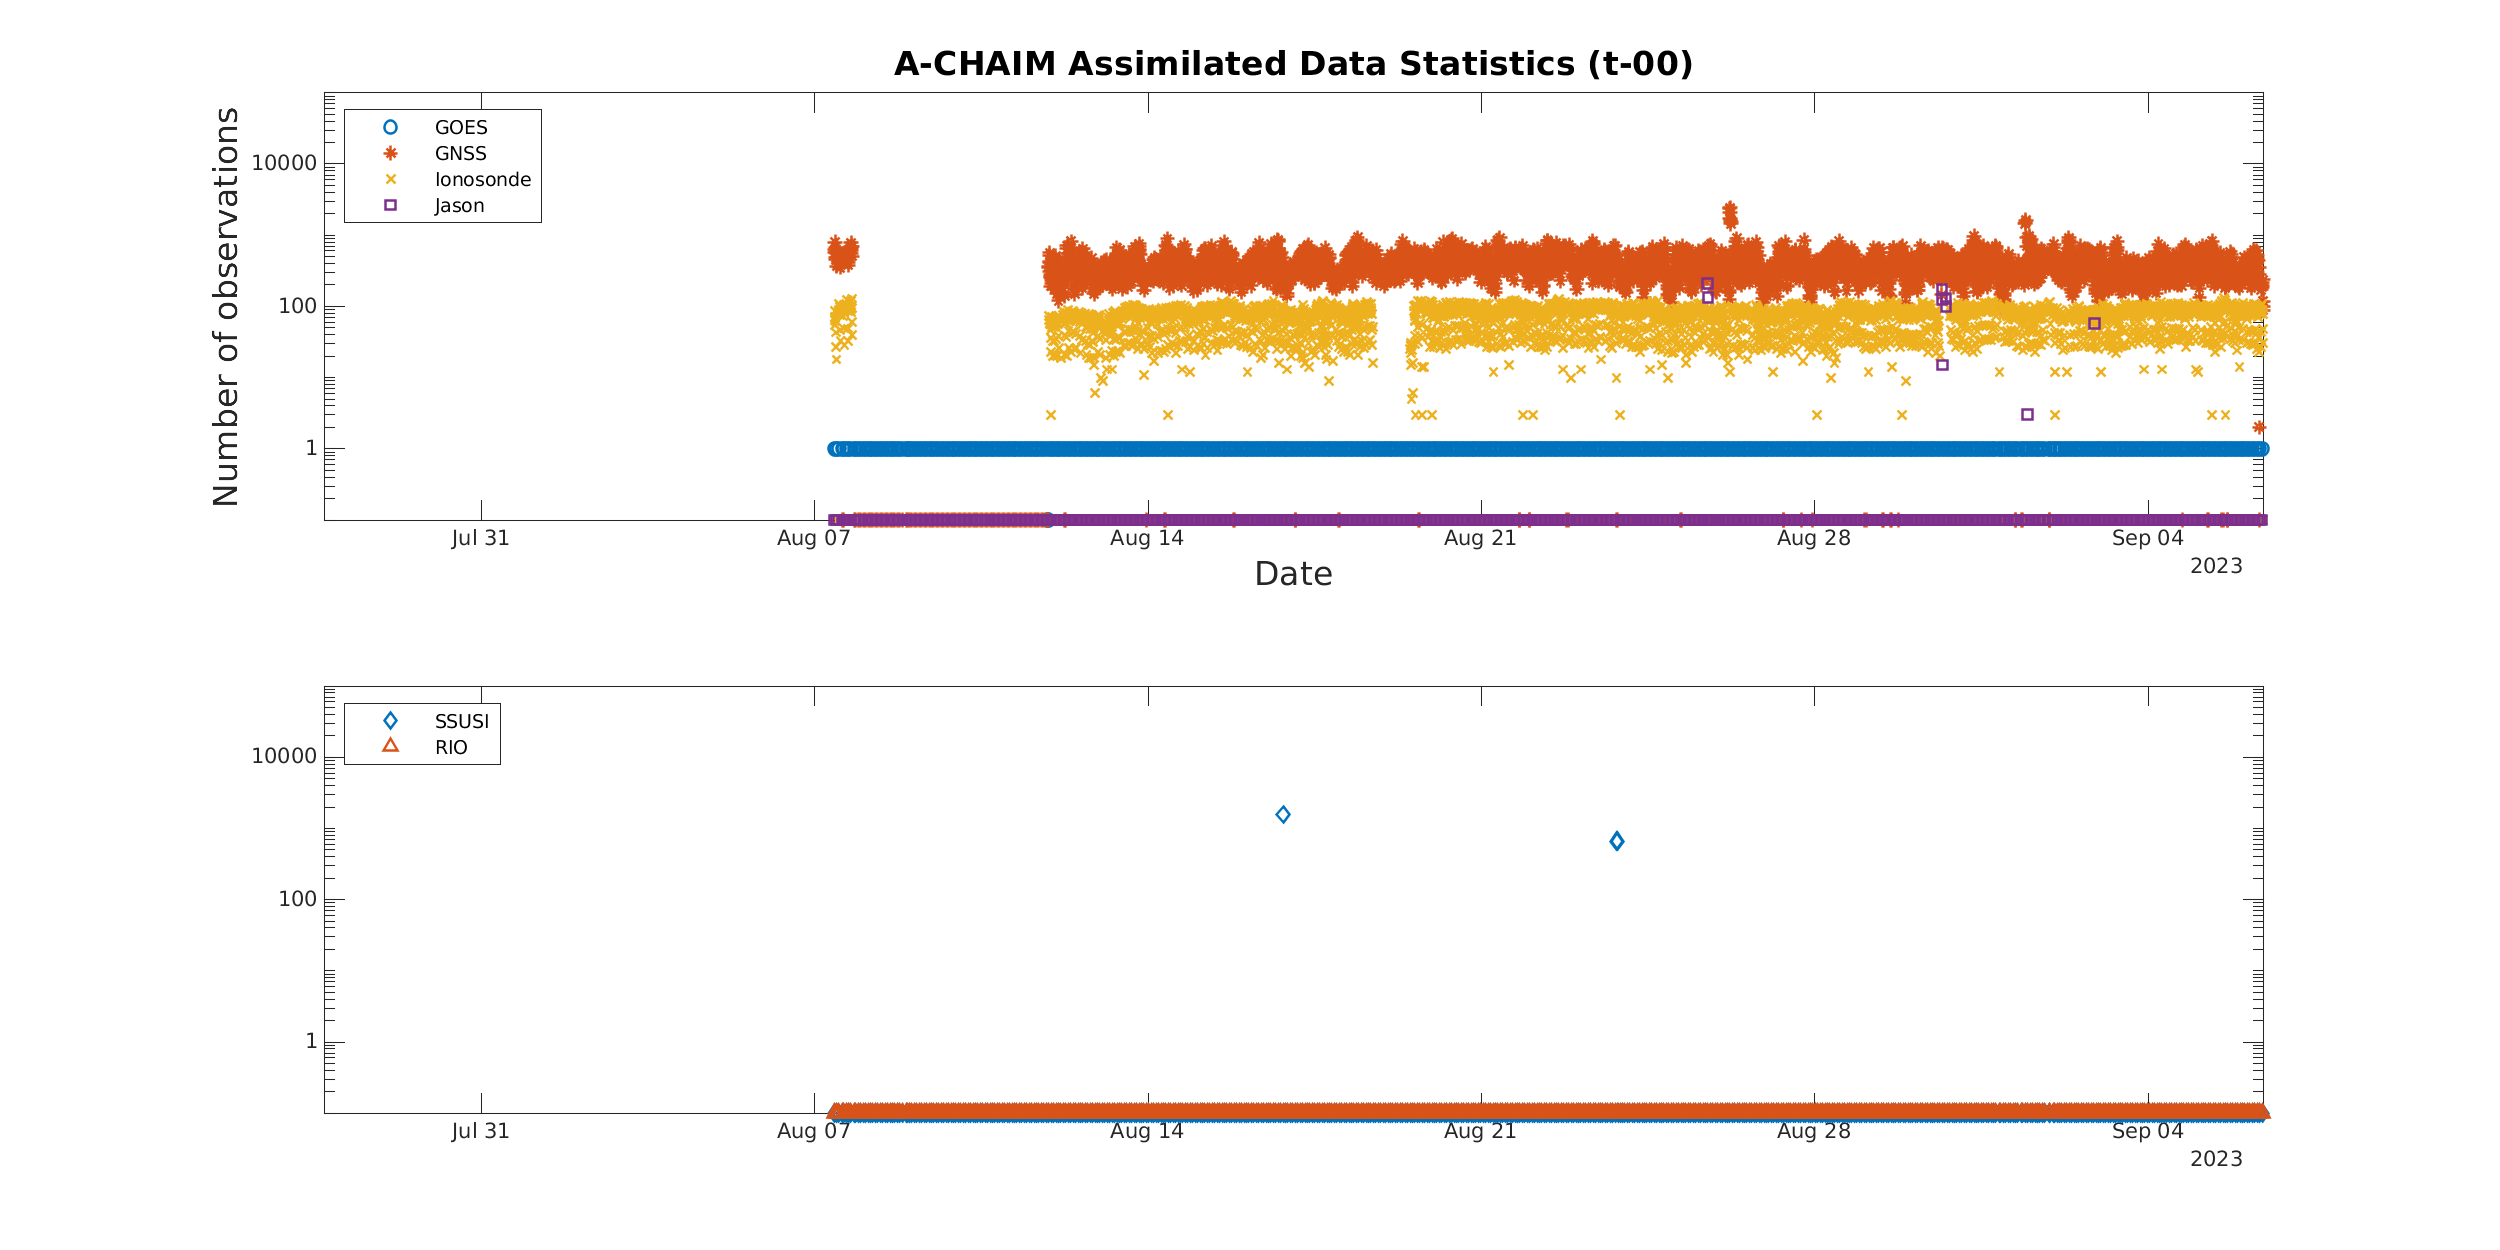 A-CHAIM Assimilated Data Statistics (t-00)
Number of observations
GOES
GNSS
Ionosonde
Jason
10000
100
1
Jul 31 Aug 07 Aug 14 Aug 21 Aug 28 Sep 04
2023
Date
SSUSI
RIO
10000
100
1
Jul 31 Aug 07 Aug 14 Aug 21 Aug 28 Sep 04
2023